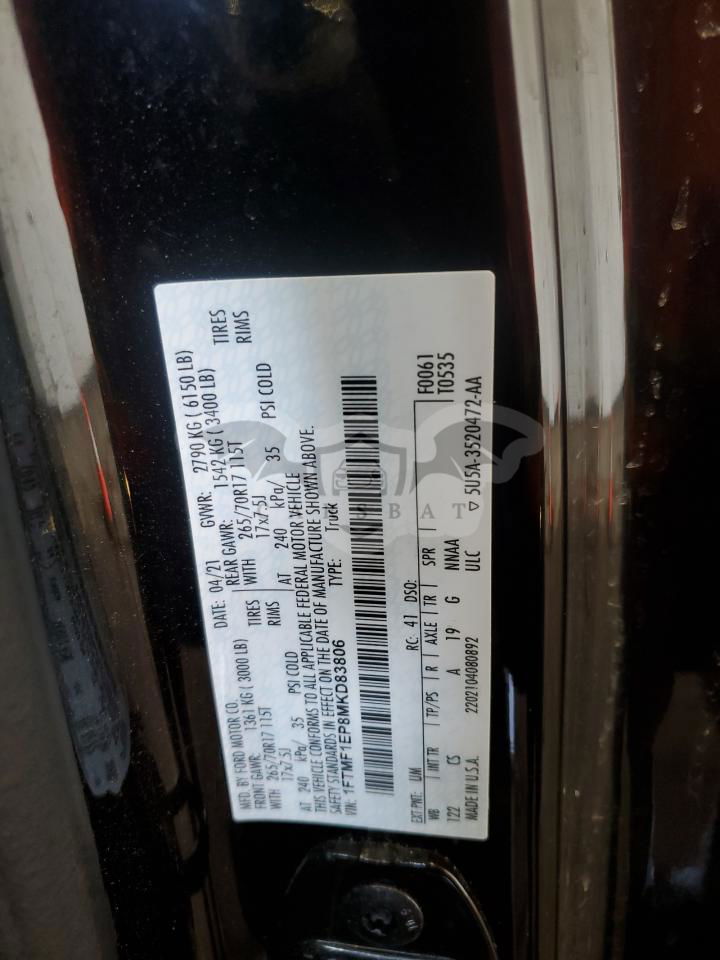 MFD. BY FORD MOTOR CO.
DATE: 04/21 GVWR: 2790 KG ( 6150 LB)
FRONT GAWR: 1361 KG ( 3000 LB)
REAR GAWR: 1542 KG ( 3400 LB)
WITH 265/70R17 115T TIRES
17x7.5J RIMS
AT 240 kPa/ 35 PSI COLD
WITH 265/70R17 115T TIRES
17x7.5J RIMS
AT 240 kPa/ 35 PSI COLD
THIS VEHICLE CONFORMS TO ALL APPLICABLE FEDERAL MOTOR VEHICLE
SAFETY STANDARDS IN EFFECT ON THE DATE OF MANUFACTURE SHOWN ABOVE.
VIN: 1FTMF1EP8MKD83806 TYPE: Truck
EXT PNT: UM RC: 41 DSO: F0061
WB INT TR TP/PS R AXLE TR SPR T0535
122 CS A 19 G NNAA
MADE IN U.S.A. 2202104080892 ULC 5U5A-3520472-AA
SBAT